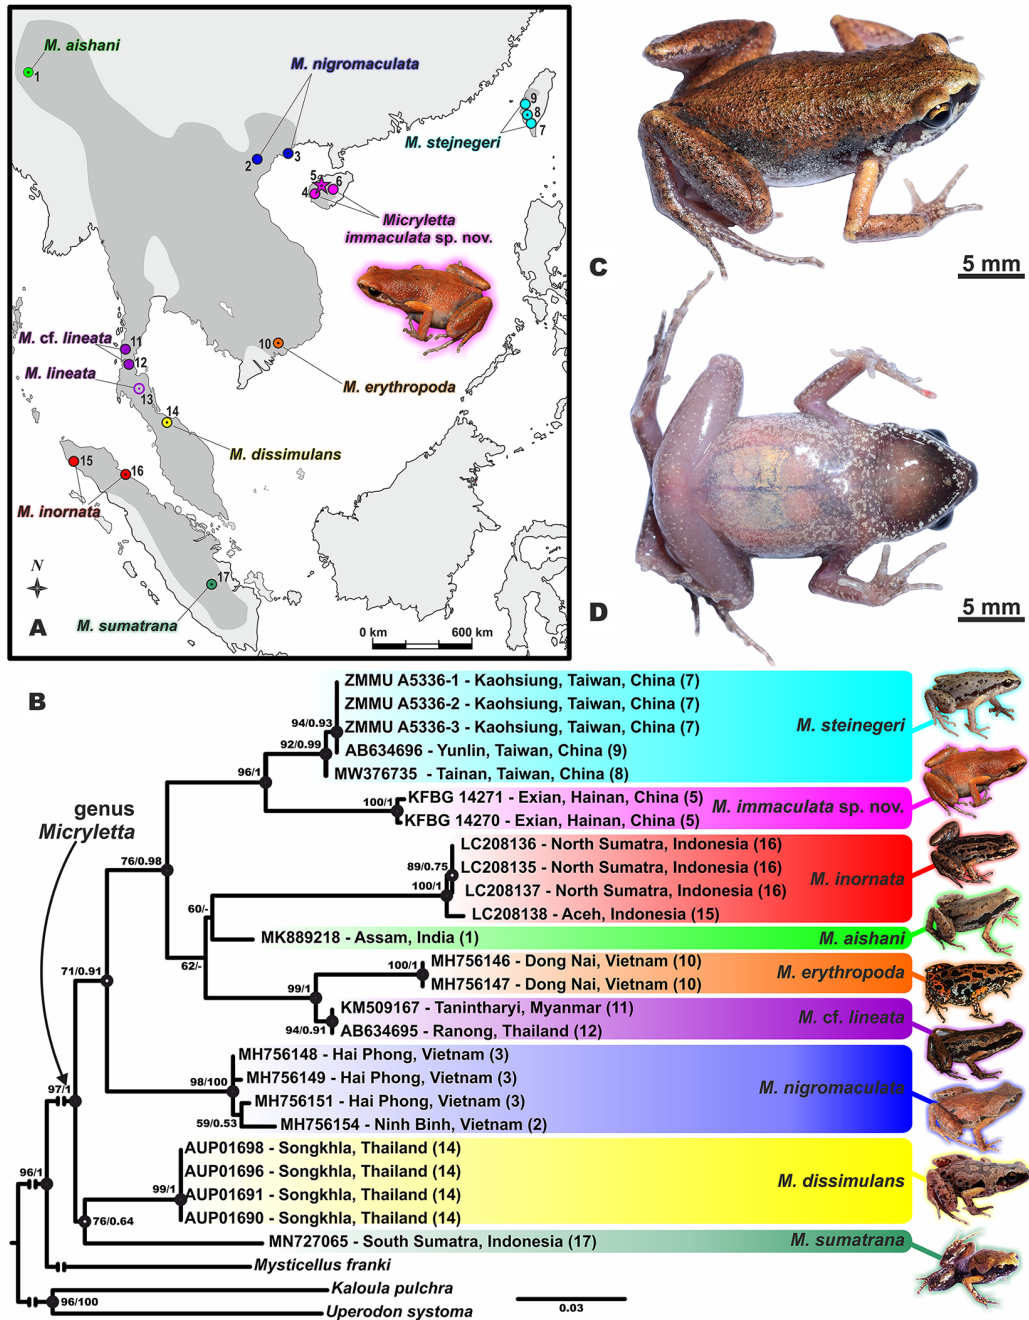 M. aishani
1
M. nigromaculata
2
3
9
8
7
M. stejnegeri
5
4
6
Micryletta
immaculata sp. nov.
M. cf. lineata
11
12
M. lineata
13
10
M. erythropoda
14
M. dissimulans
15
16
M. inornata
N
17
M. sumatrana
A
0 km
600 km
C
5 mm
D
5 mm
B
genus
Micryletta
ZMMU A5336-1 - Kaohsiung, Taiwan, China (7)
ZMMU A5336-2 - Kaohsiung, Taiwan, China (7)
94/0.93
ZMMU A5336-3 - Kaohsiung, Taiwan, China (7)
M. steinegeri
92/0.99
AB634696 - Yunlin, Taiwan, China (9)
MW376735 - Tainan, Taiwan, China (8)
96/1
100/1
KFBG 14271 - Exian, Hainan, China (5)
M. immaculata sp. nov.
KFBG 14270 - Exian, Hainan, China (5)
76/0.98
LC208136 - North Sumatra, Indonesia (16)
89/0.75
LC208135 - North Sumatra, Indonesia (16)
M. inornata
100/1
LC208137 - North Sumatra, Indonesia (16)
LC208138 - Aceh, Indonesia (15)
60/-
MK889218 - Assam, India (1)
M. aishani
62/-
71/0.91
MH756146 - Dong Nai, Vietnam (10)
100/1
M. erythropoda
MH756147 - Dong Nai, Vietnam (10)
99/1
KM509167 - Tanintharyi, Myanmar (11)
M. cf. lineata
94/0.91
AB634695 - Ranong, Thailand (12)
MH756148 - Hai Phong, Vietnam (3)
98/100
MH756149 - Hai Phong, Vietnam (3)
M. nigromaculata
MH756151 - Hai Phong, Vietnam (3)
59/0.53
MH756154 - Ninh Binh, Vietnam (2)
97/1
AUP01698 - Songkhla, Thailand (14)
AUP01696 - Songkhla, Thailand (14)
M. dissimulans
99/1
AUP01691 - Songkhla, Thailand (14)
AUP01690 - Songkhla, Thailand (14)
96/1
76/0.64
MN727065 - South Sumatra, Indonesia (17)
M. sumatrana
Mysticellus franki
Kaloula pulchra
96/100
Uperodon systoma
0.03